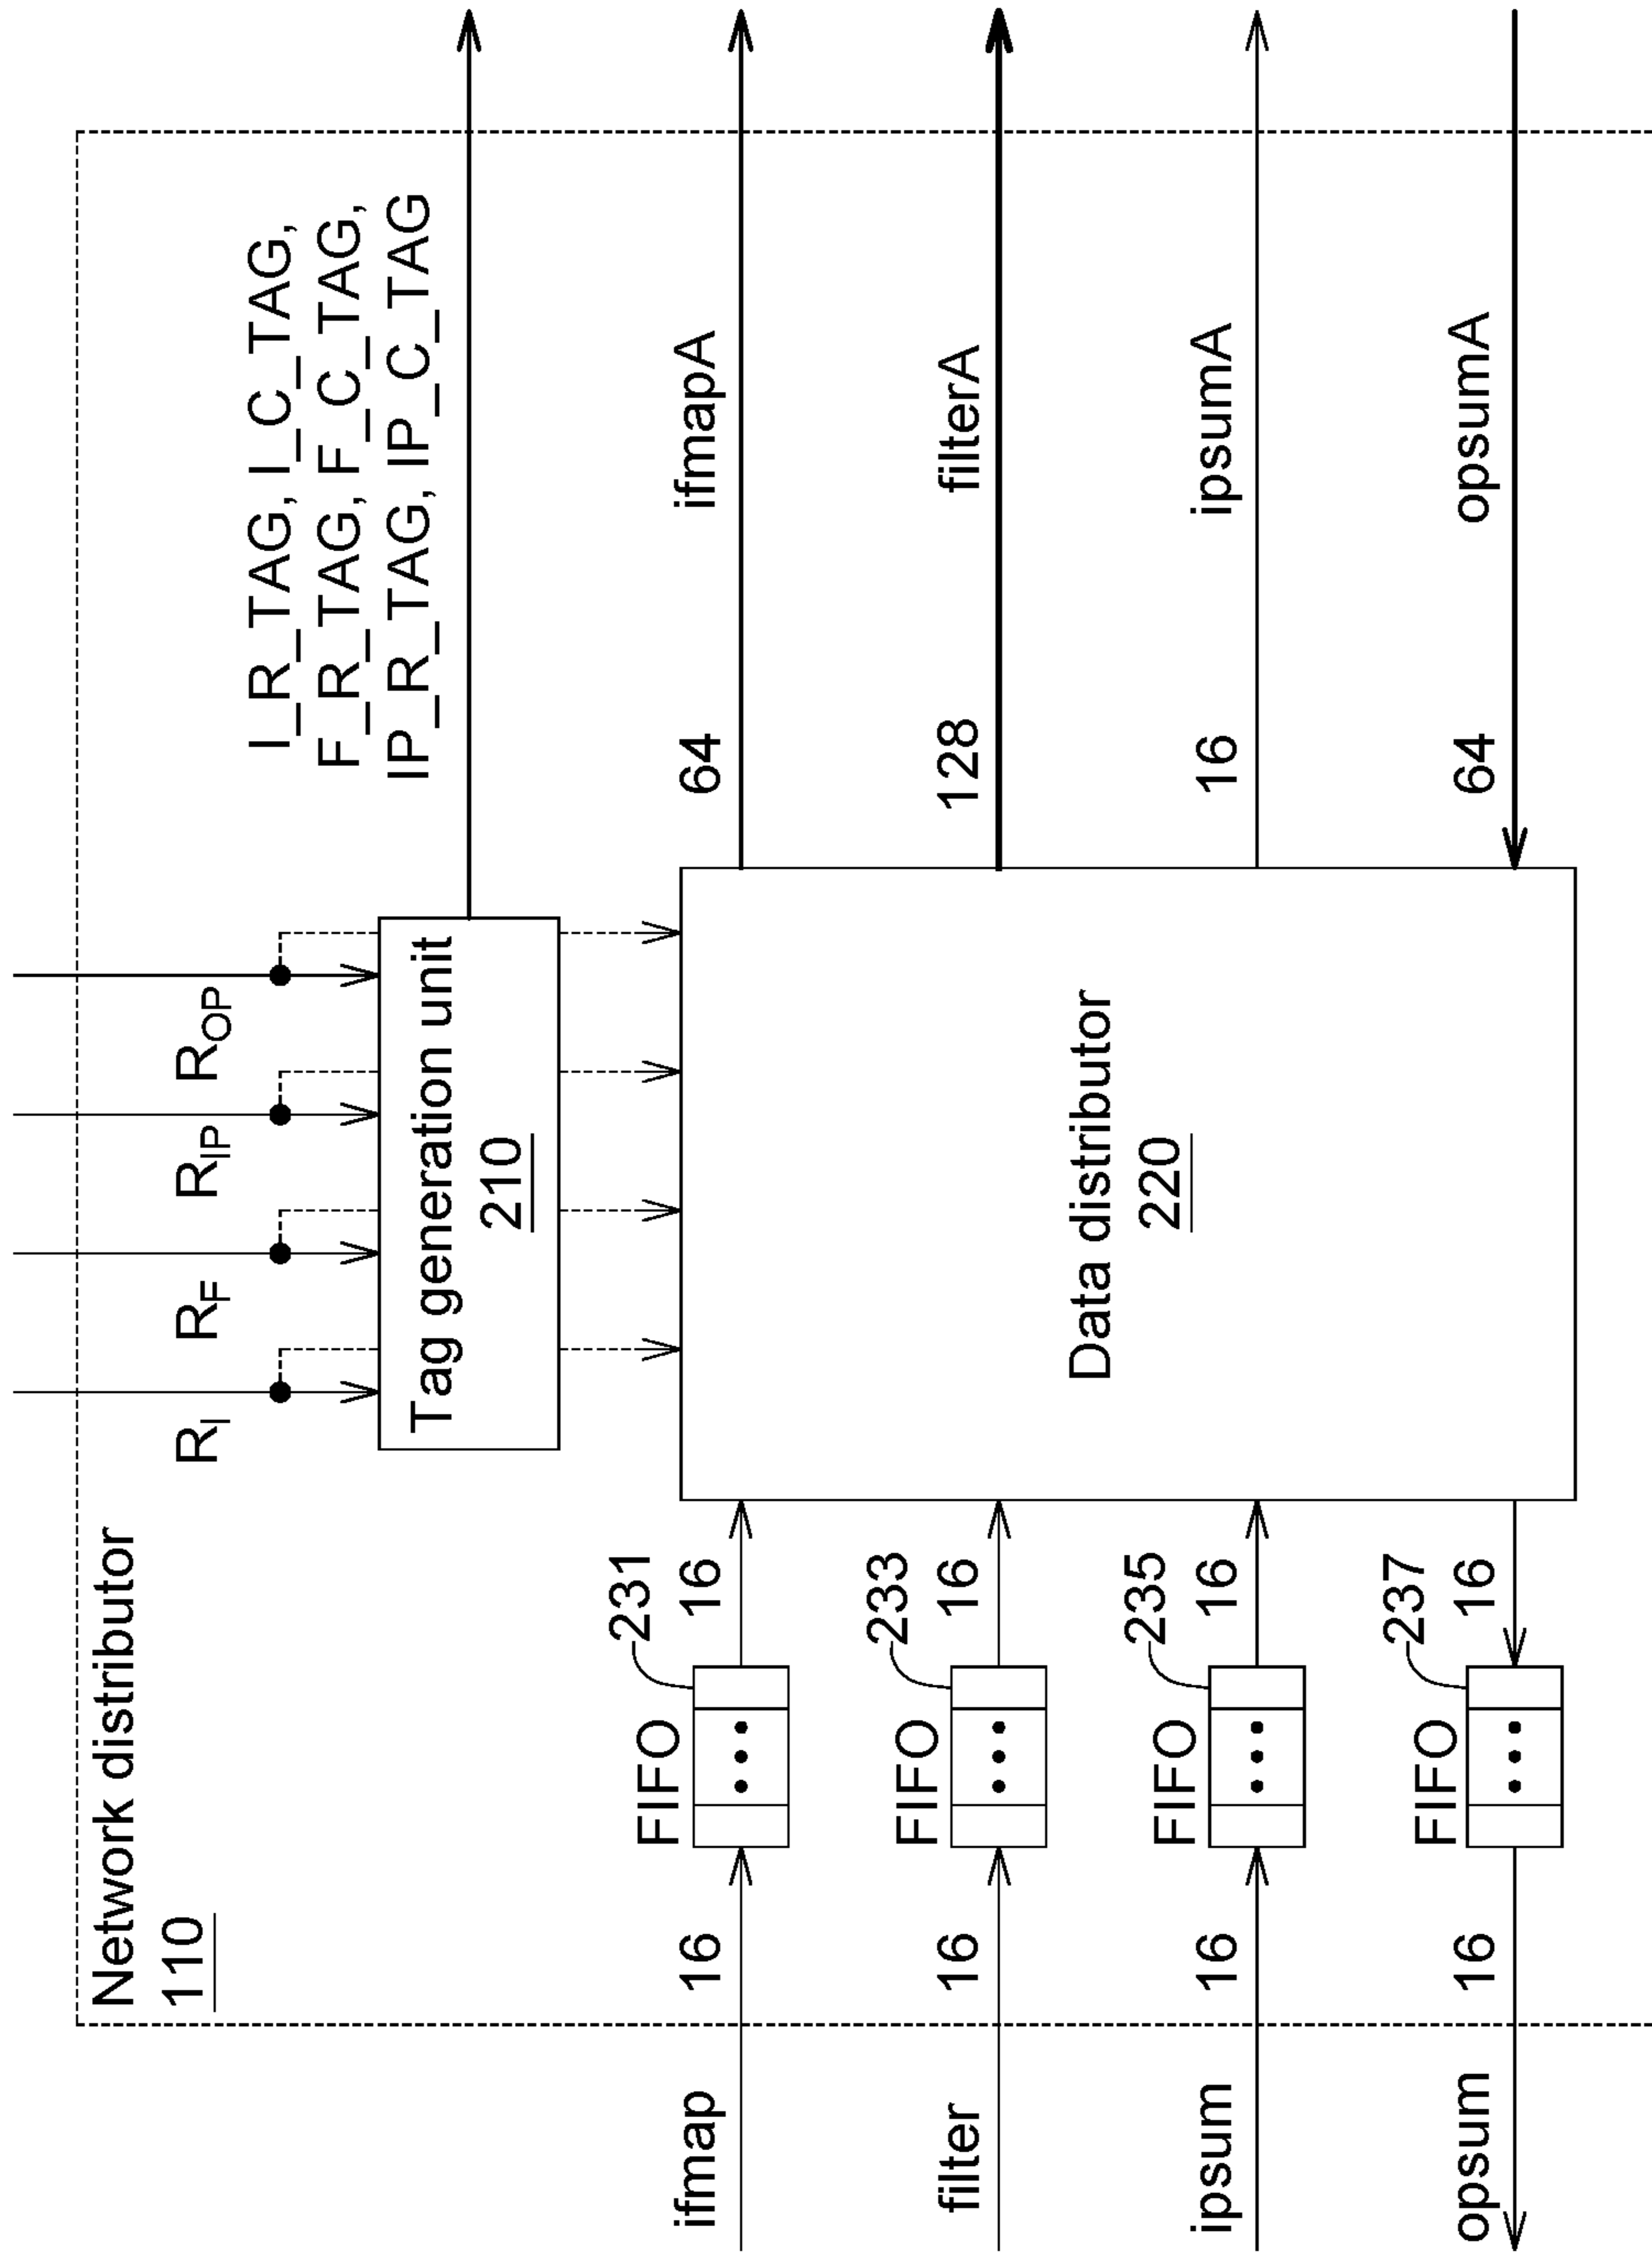 Network distributor
110
R_I
R_F
R_IP
R_OP
I_R_TAG, I_C_TAG,
F_R_TAG, F_C_TAG,
IP_R_TAG, IP_C_TAG
Tag generation unit
210
ifmap
16
FIFO
231
16
64
ifmapA
filter
16
FIFO
233
16
128
filterA
Data distributor
220
ipsum
16
FIFO
235
16
16
ipsumA
opsum
16
FIFO
237
16
64
opsumA